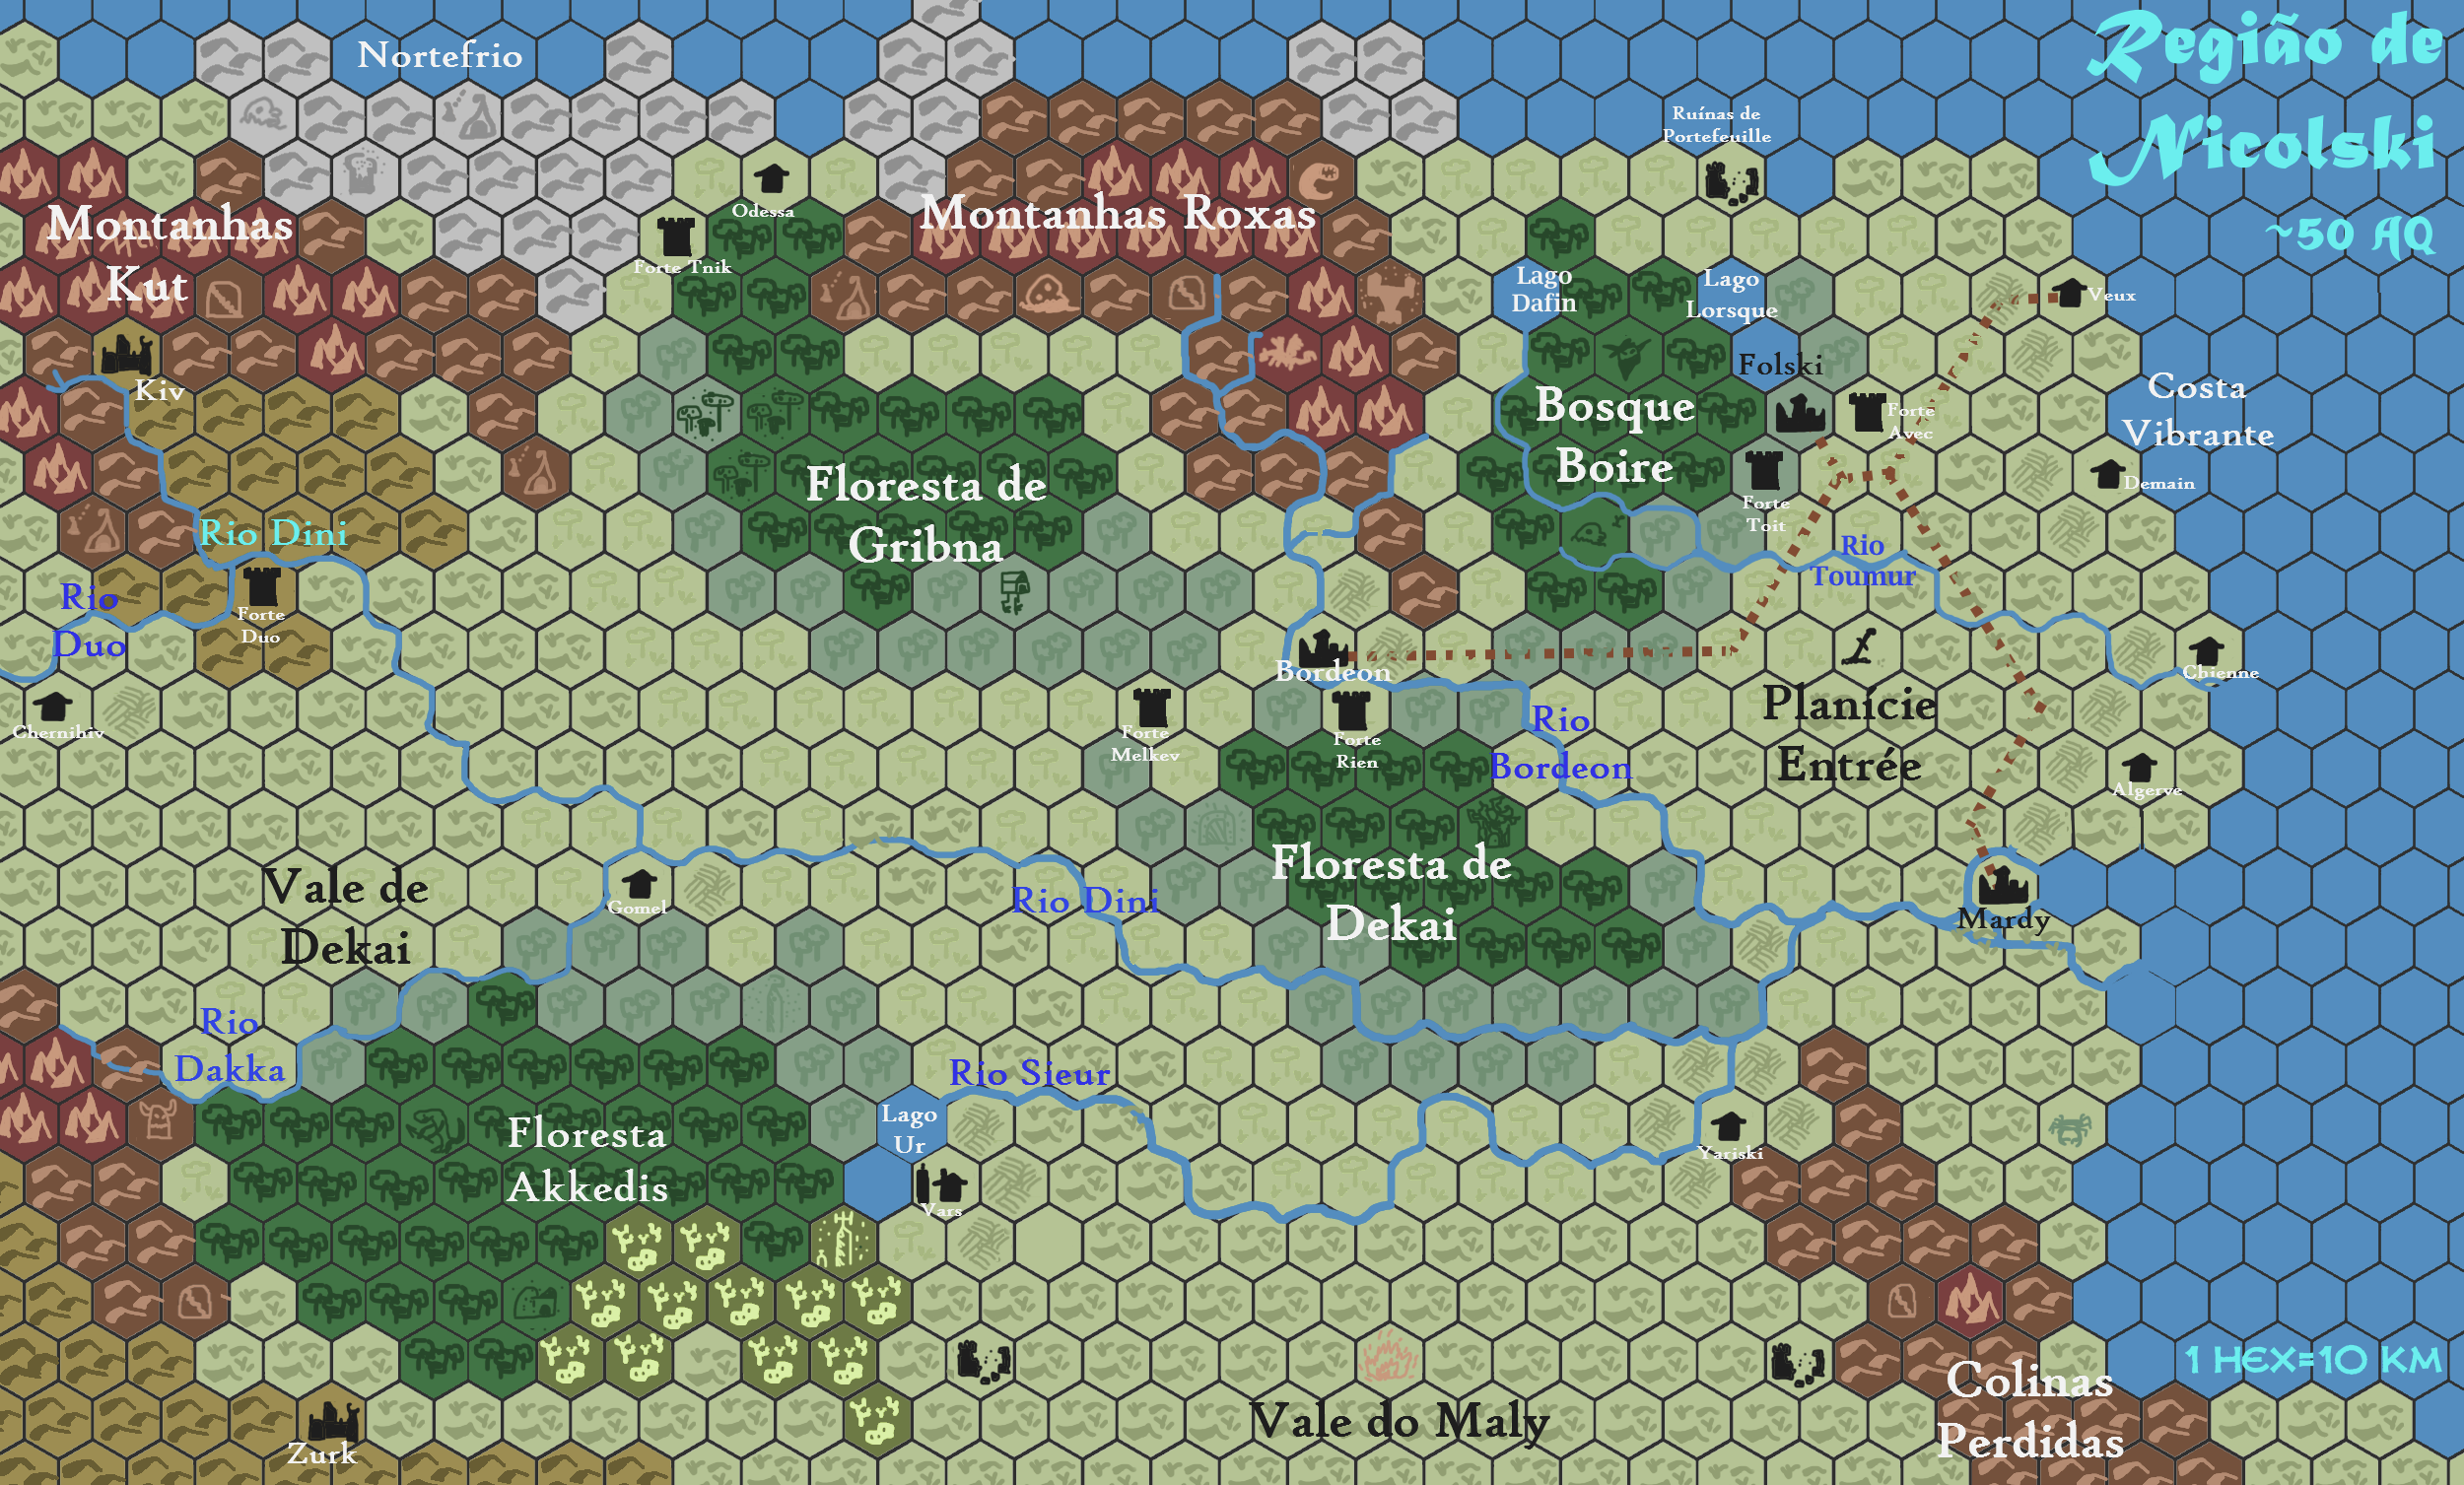 Região de
Nicolski
~50 AQ
Nortefrio
Ruínas de
Portefeuille
Odessa
Montanhas
Kut
Montanhas Roxas
Forte Tnik
Lago
Dafin
Lago
Lorsque
Veux
Kiv
Folski
Costa
Vibrante
Bosque
Boire
Forte
Avec
Floresta de
Gribna
Forte
Toit
Demain
Rio Dini
Rio
Toumur
Rio
Duo
Forte
Duo
Bordeon
Chienne
Chernihiv
Forte
Melkev
Forte
Rien
Rio
Bordeon
Planície
Entrée
Algerve
Vale de
Dekai
Gomel
Rio Dini
Floresta de
Dekai
Mardy
Rio
Dakka
Rio Sieur
Lago
Ur
Floresta
Akkedis
Yariski
Vars
1 HEX=10 KM
Colinas
Perdidas
Vale do Maly
Zurk